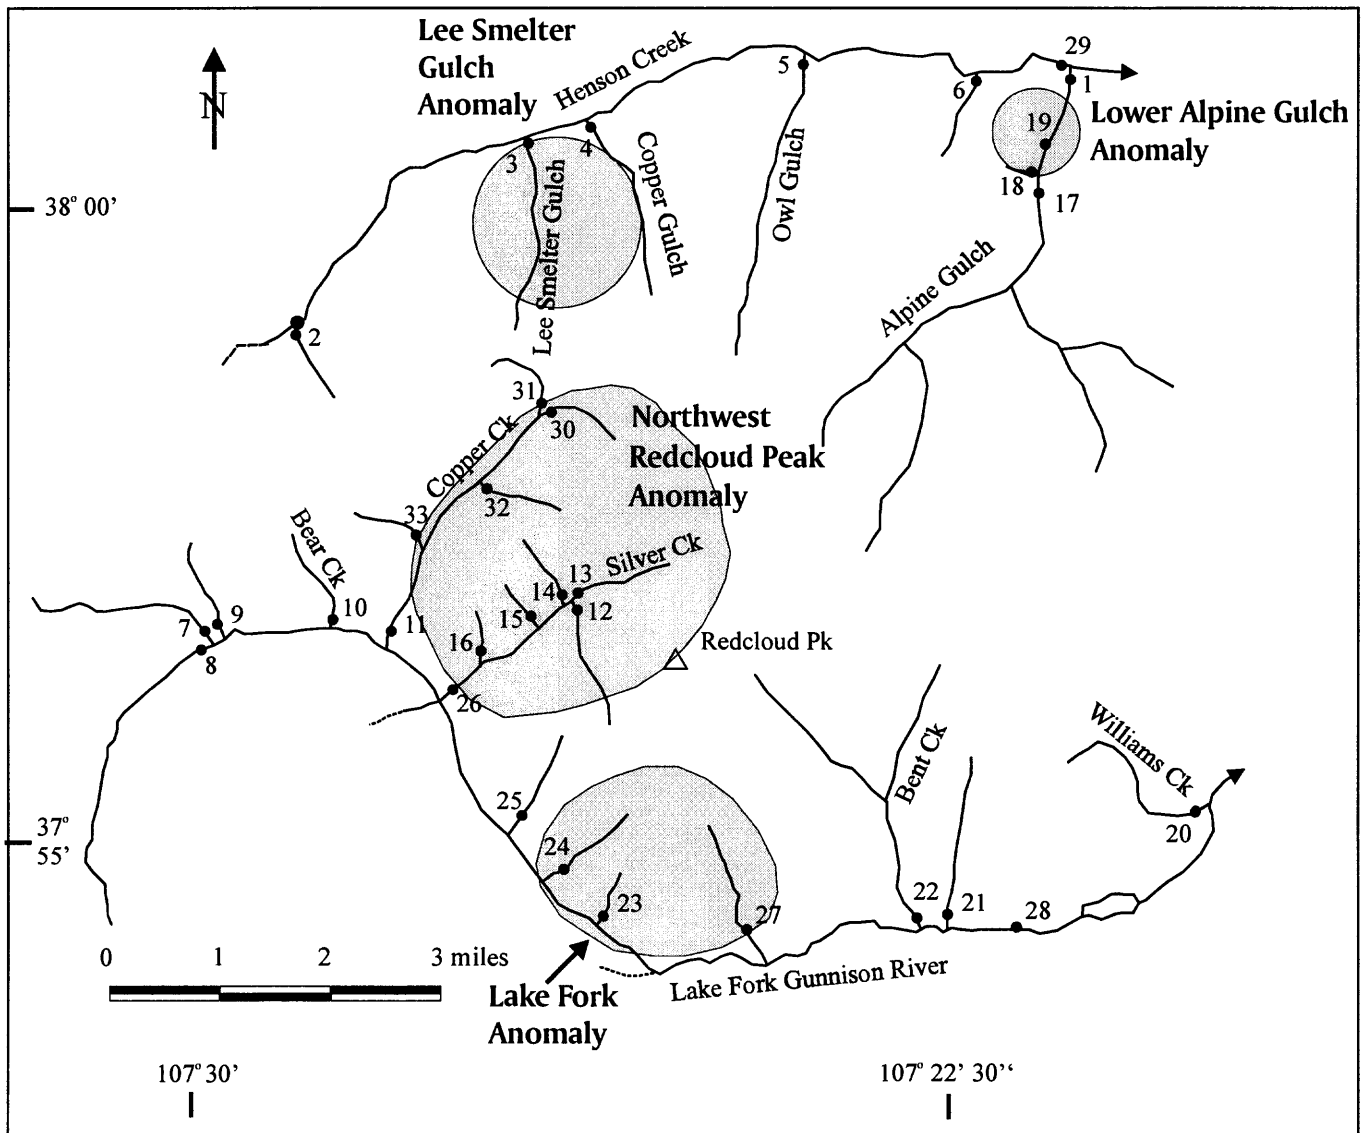 Lee Smelter
Gulch
Anomaly
Henson Creek
N
5
29
6
1
Lower Alpine Gulch
Anomaly
3
4
19
18
17
38° 00'
Lee Smelter Gulch
Copper Gulch
Owl Gulch
Alpine Gulch
2
31
30
Northwest
Redcloud Peak
Anomaly
Copper Ck
32
33
Bear Ck
Silver Ck
13
14
12
15
16
10
11
9
7
8
26
Redcloud Pk
Bent Ck
Williams Ck
25
24
23
27
22
21
28
20
37°
55'
0 1 2 3 miles
Lake Fork
Anomaly
Lake Fork Gunnison River
107° 30'
107° 22' 30‘‘